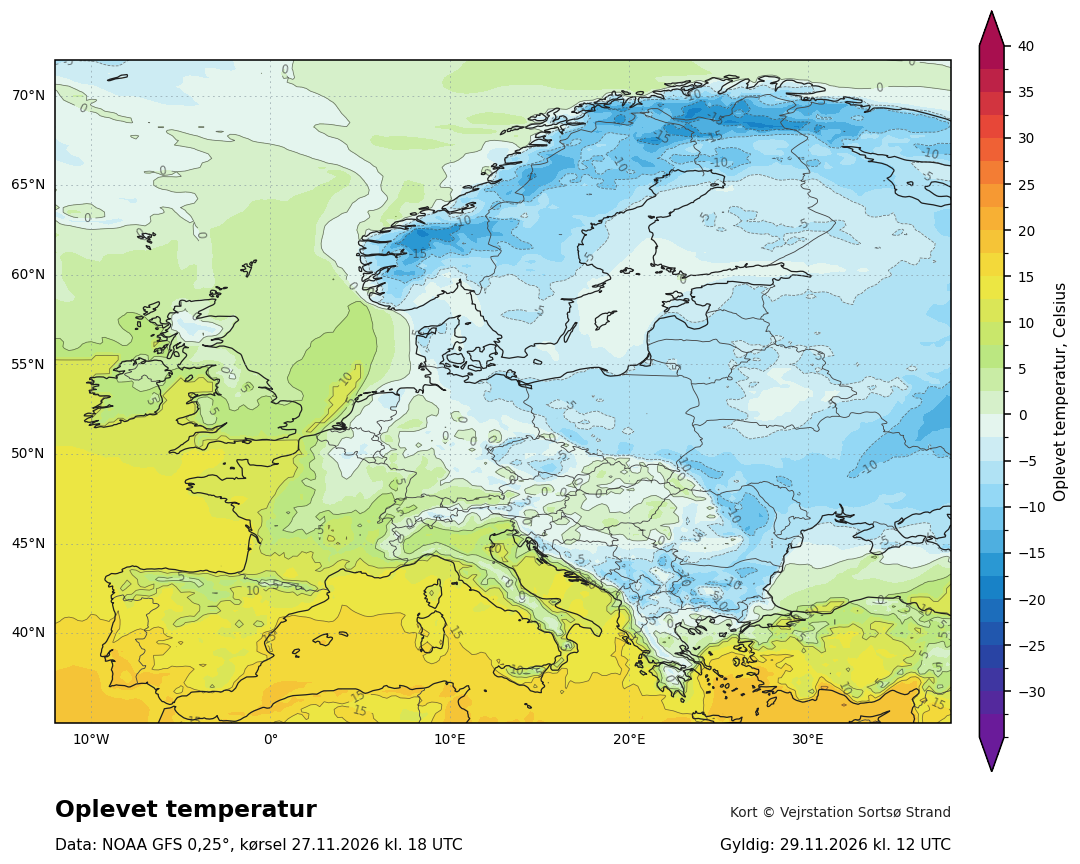 70°N
65°N
60°N
55°N
50°N
45°N
40°N
10°W
0°
10°E
20°E
30°E
40
35
30
25
20
15
10
5
0
−5
−10
−15
−20
−25
−30
Oplevet temperatur, Celsius
Oplevet temperatur
Kort © Vejrstation Sortsø Strand
Data: NOAA GFS 0,25°, kørsel 27.11.2026 kl. 18 UTC
Gyldig: 29.11.2026 kl. 12 UTC